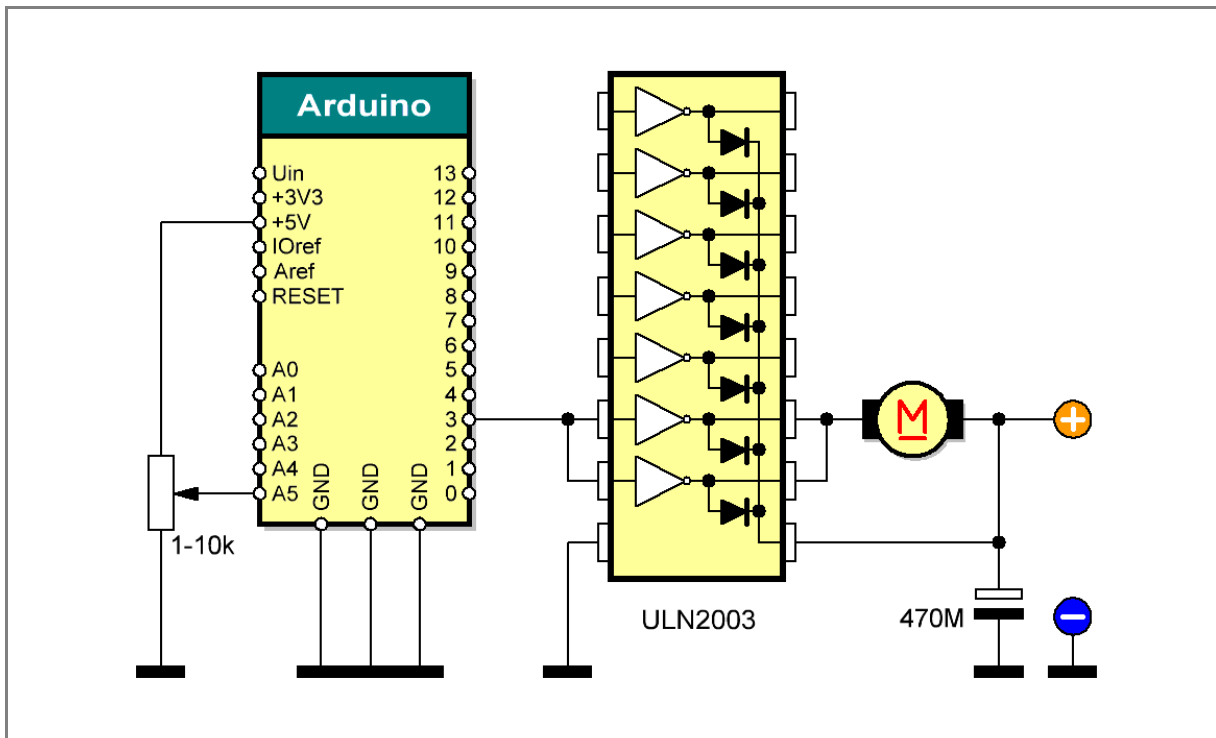 Arduino
Uin
+3V3
+5V
IOref
Aref
RESET
A0
A1
A2
A3
A4
A5
13
12
11
10
9
8
7
6
5
4
3
2
1
0
GND
GND
GND
1-10k
ULN2003
M
470M
+
−